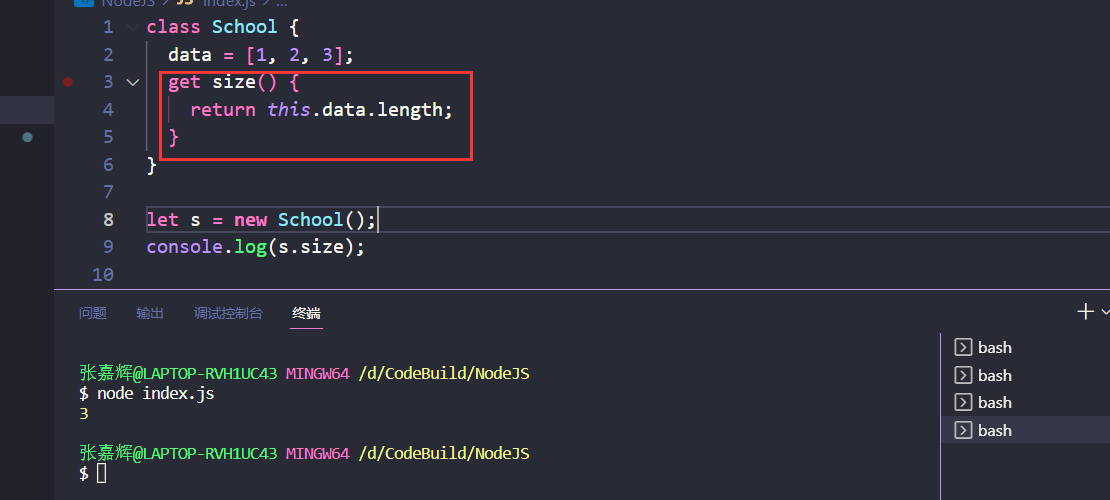 NodeJS > JS index.js > ...
1 class School {
2 data = [1, 2, 3];
3 get size() {
4 return this.data.length;
5 }
6 }
7
8 let s = new School();
9 console.log(s.size);
10
问题 输出 调试控制台 终端
张嘉辉@LAPTOP-RVH1UC43 MINGW64 /d/CodeBuild/NodeJS
$ node index.js
3
张嘉辉@LAPTOP-RVH1UC43 MINGW64 /d/CodeBuild/NodeJS
$
bash
bash
bash
bash